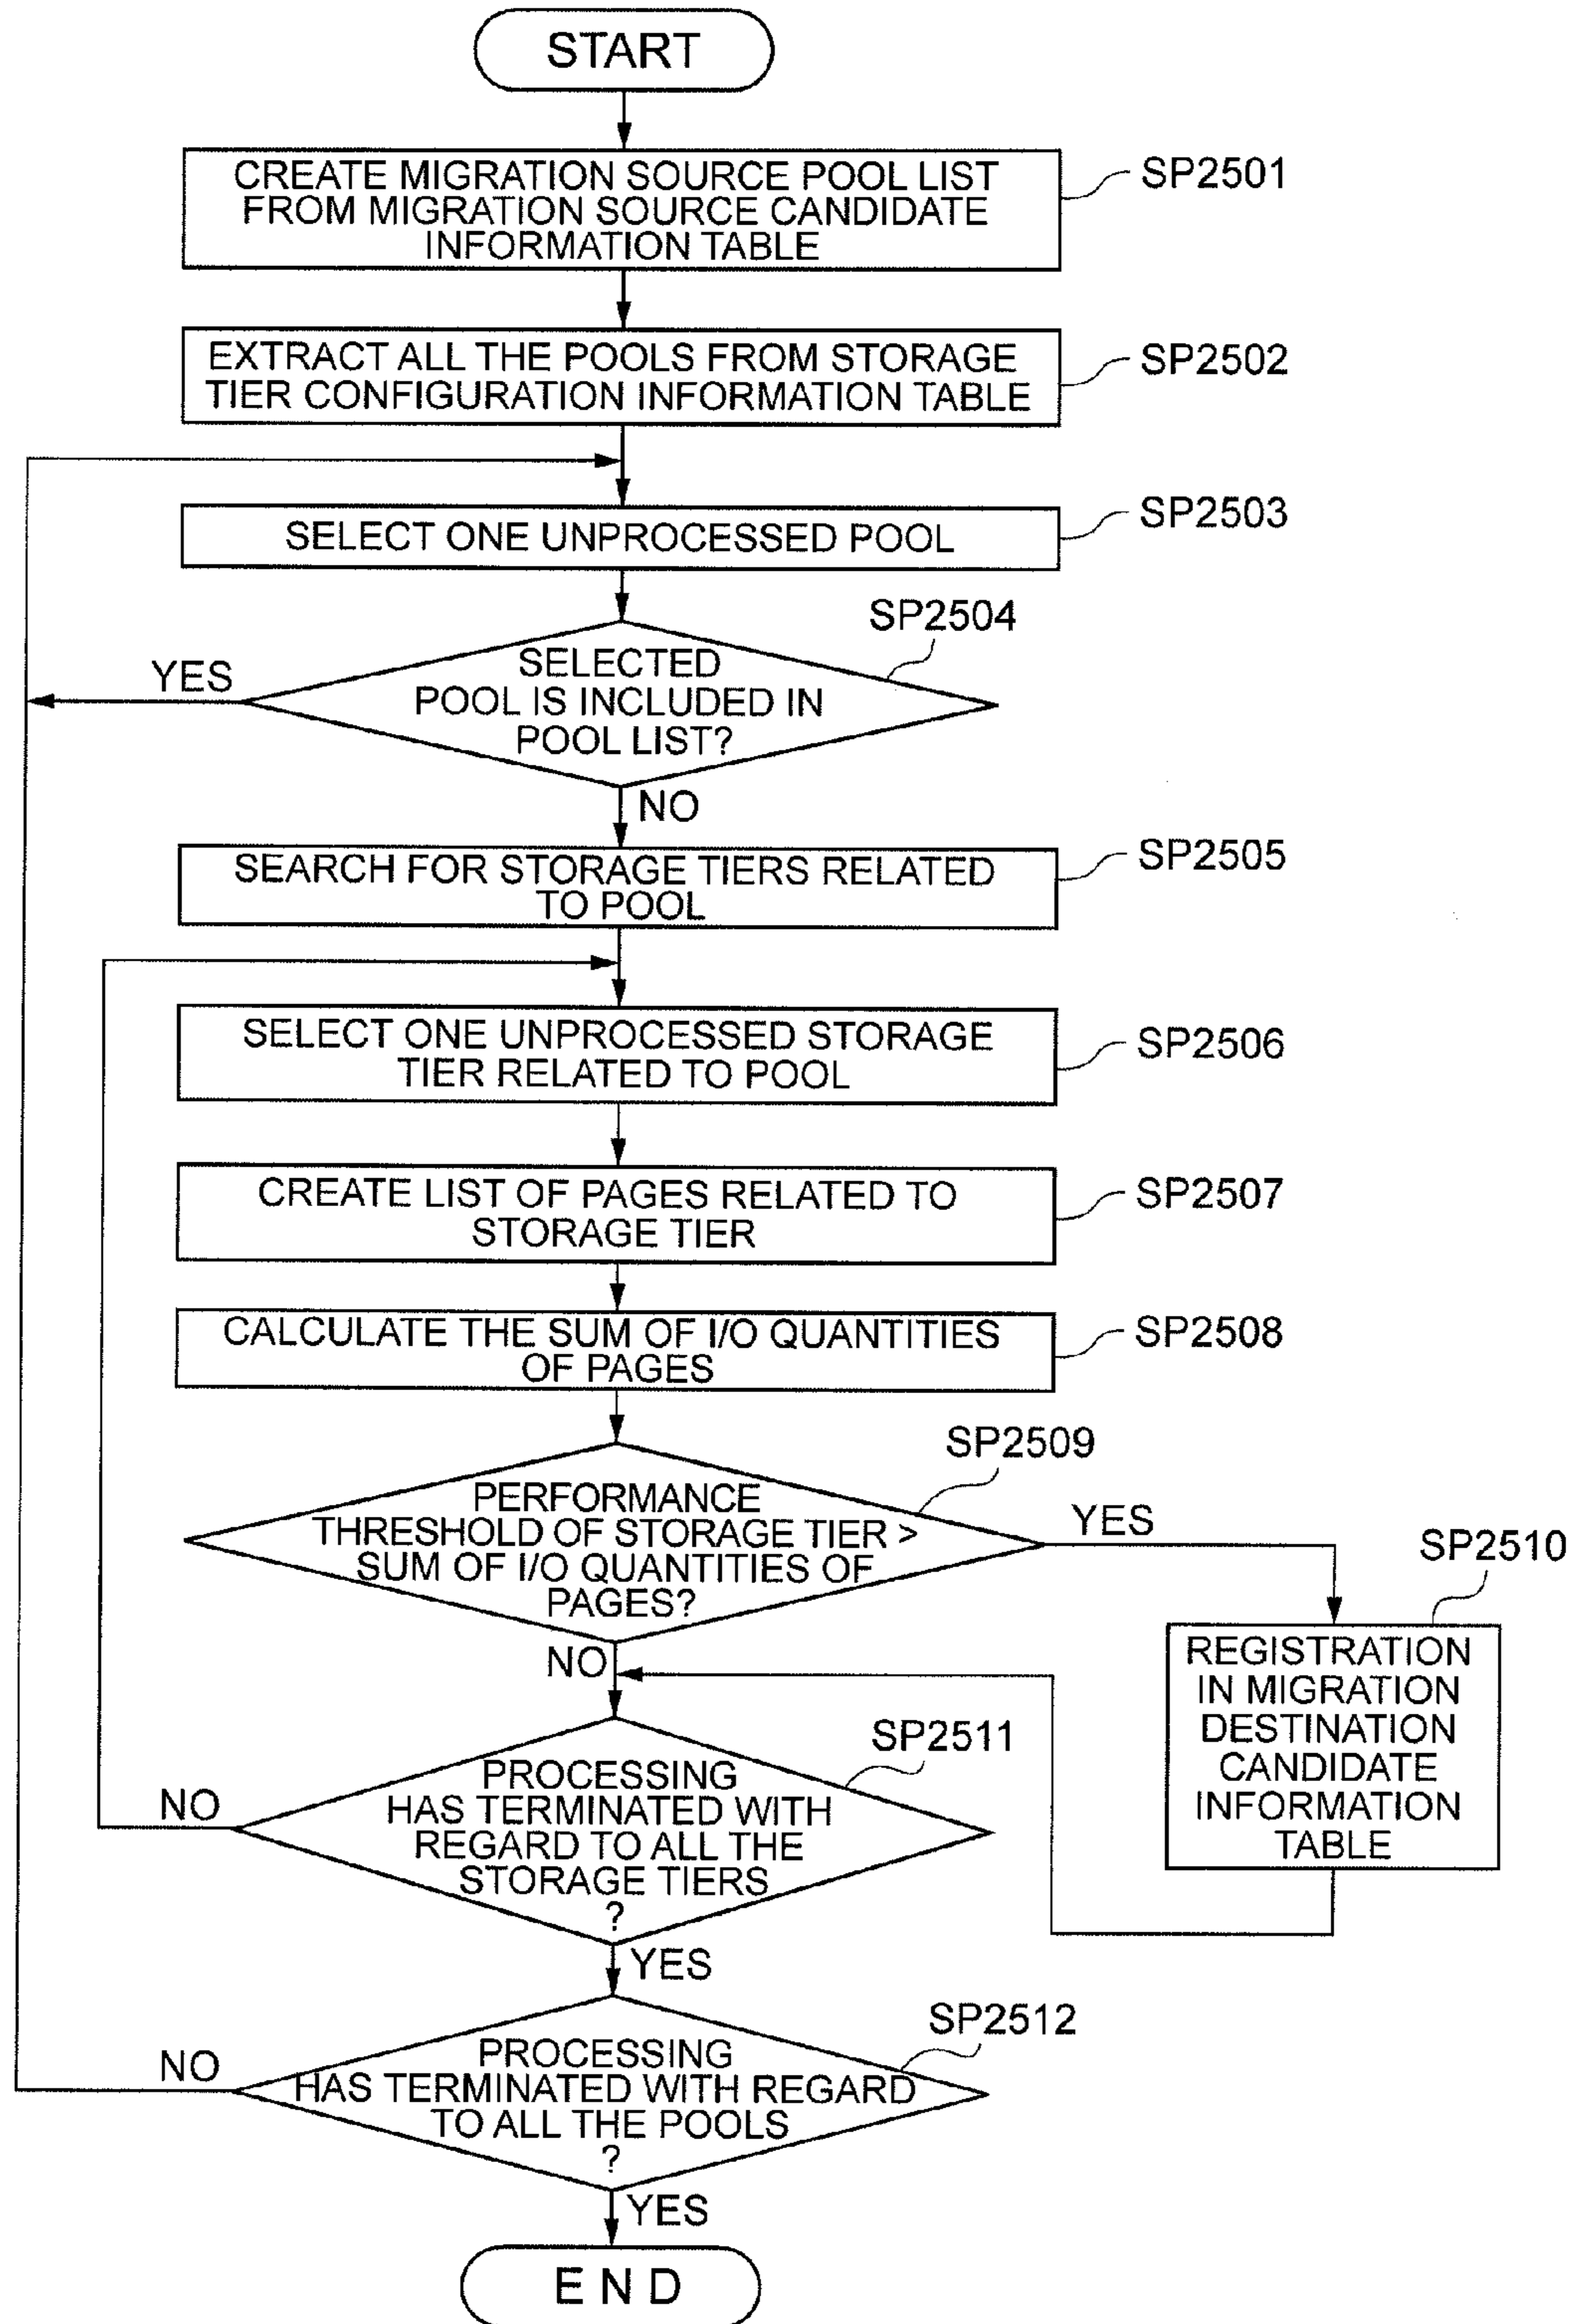 START
CREATE MIGRATION SOURCE POOL LIST
FROM MIGRATION SOURCE CANDIDATE
INFORMATION TABLE
SP2501
EXTRACT ALL THE POOLS FROM STORAGE
TIER CONFIGURATION INFORMATION TABLE
SP2502
SELECT ONE UNPROCESSED POOL
SP2503
SP2504
YES
SELECTED
POOL IS INCLUDED IN
POOL LIST?
NO
SEARCH FOR STORAGE TIERS RELATED
TO POOL
SP2505
SELECT ONE UNPROCESSED STORAGE
TIER RELATED TO POOL
SP2506
CREATE LIST OF PAGES RELATED TO
STORAGE TIER
SP2507
CALCULATE THE SUM OF I/O QUANTITIES
OF PAGES
SP2508
SP2509
PERFORMANCE
THRESHOLD OF STORAGE TIER >
SUM OF I/O QUANTITIES OF
PAGES?
YES
SP2510
REGISTRATION
IN MIGRATION
DESTINATION
CANDIDATE
INFORMATION
TABLE
NO
SP2511
PROCESSING
HAS TERMINATED WITH
REGARD TO ALL THE
STORAGE TIERS
?
NO
YES
SP2512
PROCESSING
HAS TERMINATED WITH REGARD
TO ALL THE POOLS
?
NO
YES
END